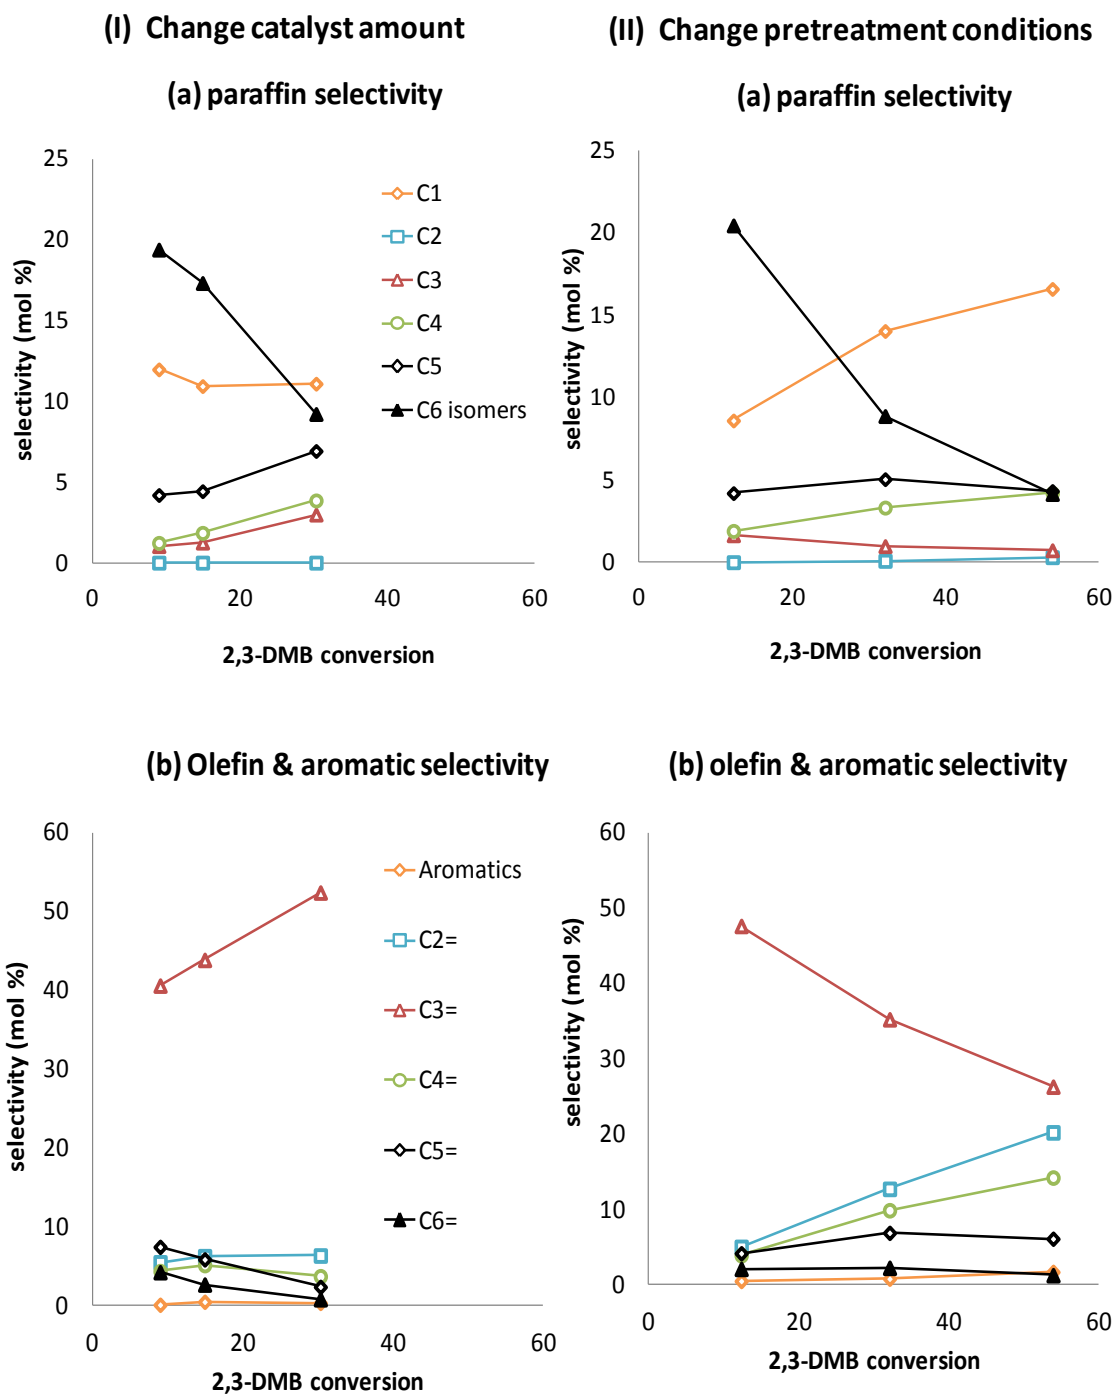 (I) Change catalyst amount
(II) Change pretreatment conditions
(a) paraffin selectivity
(a) paraffin selectivity
25
20
15
10
5
0
selectivity (mol %)
0 20 40 60
2,3-DMB conversion
C1
C2
C3
C4
C5
C6 isomers
25
20
15
10
5
0
selectivity (mol %)
0 20 40 60
2,3-DMB conversion
(b) Olefin & aromatic selectivity
(b) olefin & aromatic selectivity
60
50
40
30
20
10
0
selectivity (mol %)
0 20 40 60
2,3-DMB conversion
Aromatics
C2=
C3=
C4=
C5=
C6=
60
50
40
30
20
10
0
selectivity (mol %)
0 20 40 60
2,3-DMB conversion